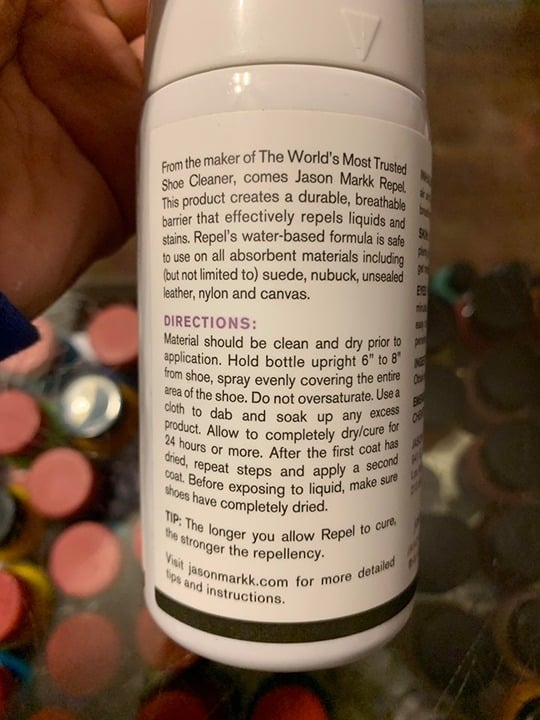 From the maker of The World's Most Trusted
Shoe Cleaner, comes Jason Markk Repel.
This product creates a durable, breathable
barrier that effectively repels liquids and
stains. Repel's water-based formula is safe
to use on all absorbent materials including
(but not limited to) suede, nubuck, unsealed
leather, nylon and canvas.
DIRECTIONS:
Material should be clean and dry prior to
application. Hold bottle upright 6" to 8"
from shoe, spray evenly covering the entire
area of the shoe. Do not oversaturate. Use a
cloth to dab and soak up any excess
product. Allow to completely dry/cure for
24 hours or more. After the first coat has
dried, repeat steps and apply a second
coat. Before exposing to liquid, make sure
shoes have completely dried.
TIP: The longer you allow Repel to cure,
the stronger the repellency.
Visit jasonmarkk.com for more detailed
tips and instructions.